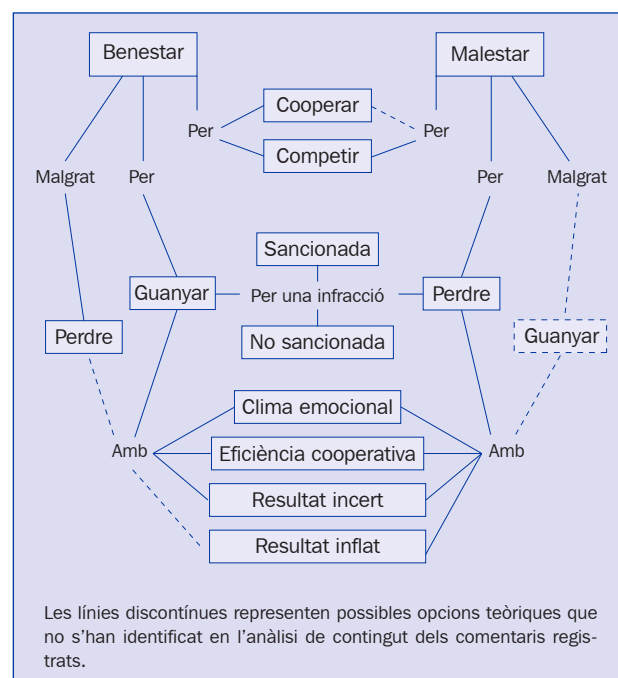 Benestar
Malestar
Cooperar
Per
Per
Competir
Malgrat
Per
Per
Malgrat
Sancionada
Guanyar
Per una infracció
Perdre
Perdre
No sancionada
Guanyar
Clima emocional
Amb
Eficiència cooperativa
Amb
Resultat incert
Resultat inflat
Les línies discontínues representen possibles opcions teòriques que
no s’han identificat en l’anàlisi de contingut dels comentaris regis-
trats.